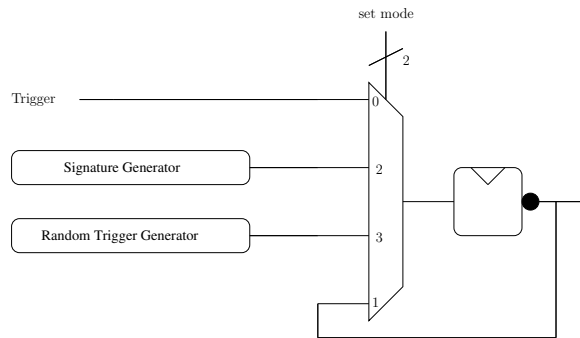 set mode
2
Trigger
0
Signature Generator
2
Random Trigger Generator
3
1